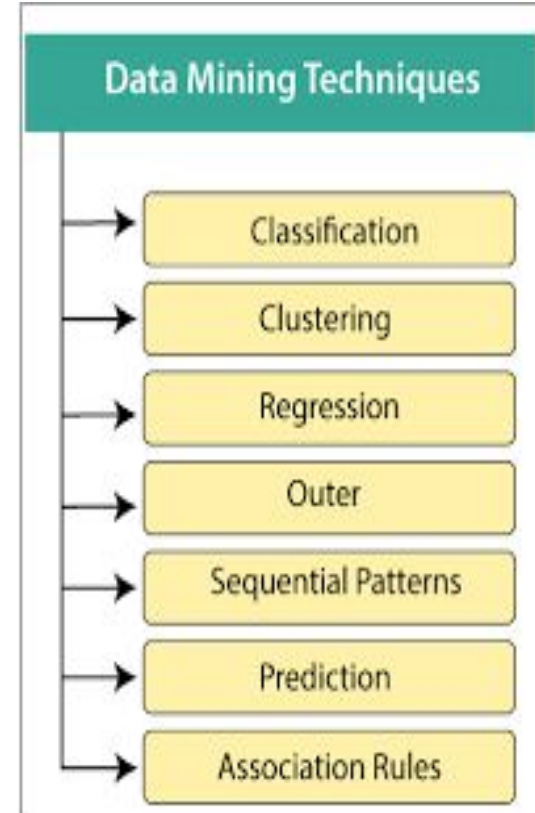 Data Mining Techniques
Classification
Clustering
Regression
Outer
Sequential Patterns
Prediction
Association Rules